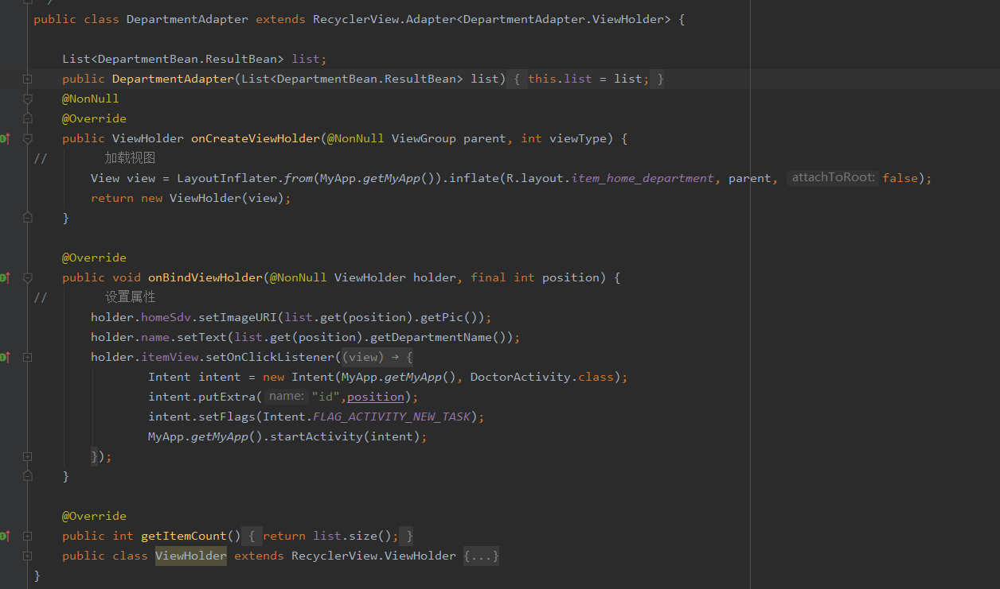 public class DepartmentAdapter extends RecyclerView.Adapter<DepartmentAdapter.ViewHolder> {
List<DepartmentBean.ResultBean> list;
public DepartmentAdapter(List<DepartmentBean.ResultBean> list) { this.list = list; }
@NonNull
@Override
public ViewHolder onCreateViewHolder(@NonNull ViewGroup parent, int viewType) {
// 加载视图
View view = LayoutInflater.from(MyApp.getMyApp()).inflate(R.layout.item_home_department, parent, attachToRoot: false);
return new ViewHolder(view);
}
@Override
public void onBindViewHolder(@NonNull ViewHolder holder, final int position) {
// 设置属性
holder.homeSdv.setImageURI(list.get(position).getPic());
holder.name.setText(list.get(position).getDepartmentName());
holder.itemView.setOnClickListener((view) → {
Intent intent = new Intent(MyApp.getMyApp(), DoctorActivity.class);
intent.putExtra( name: "id",position);
intent.setFlags(Intent.FLAG_ACTIVITY_NEW_TASK);
MyApp.getMyApp().startActivity(intent);
});
}
@Override
public int getItemCount() { return list.size(); }
public class ViewHolder extends RecyclerView.ViewHolder {...}
}